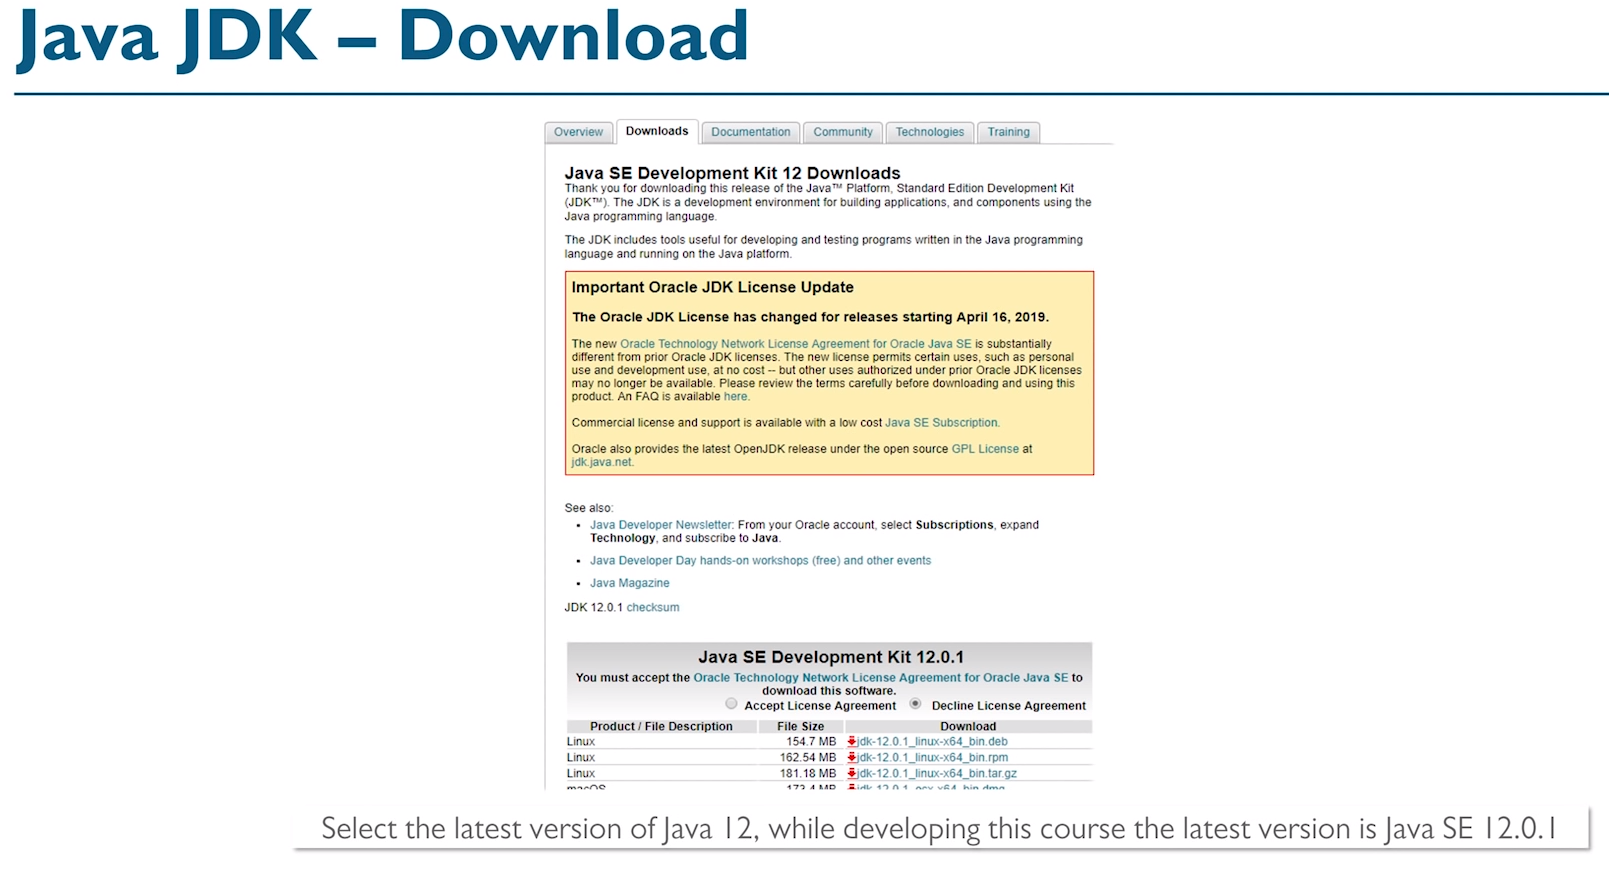 Java JDK – Download
Overview
Downloads
Documentation
Community
Technologies
Training
Java SE Development Kit 12 Downloads
Thank you for downloading this release of the Java™ Platform, Standard Edition Development Kit
(JDK™). The JDK is a development environment for building applications, and components using the
Java programming language.
The JDK includes tools useful for developing and testing programs written in the Java programming
language and running on the Java platform.
Important Oracle JDK License Update
The Oracle JDK License has changed for releases starting April 16, 2019.
The new Oracle Technology Network License Agreement for Oracle Java SE is substantially
different from prior Oracle JDK licenses. The new license permits certain uses, such as personal
use and development use, at no cost -- but other uses authorized under prior Oracle JDK licenses
may no longer be available. Please review the terms carefully before downloading and using this
product. An FAQ is available here.
Commercial license and support is available with a low cost Java SE Subscription.
Oracle also provides the latest OpenJDK release under the open source GPL License at
jdk.java.net.
See also:
• Java Developer Newsletter: From your Oracle account, select Subscriptions, expand
Technology, and subscribe to Java.
• Java Developer Day hands-on workshops (free) and other events
• Java Magazine
JDK 12.0.1 checksum
Java SE Development Kit 12.0.1
You must accept the Oracle Technology Network License Agreement for Oracle Java SE to
download this software.
Accept License Agreement Decline License Agreement
Product / File Description File Size Download
Linux 154.7 MB jdk-12.0.1_linux-x64_bin.deb
Linux 162.54 MB jdk-12.0.1_linux-x64_bin.rpm
Linux 181.18 MB jdk-12.0.1_linux-x64_bin.tar.gz
macOS 173.4 MB jdk-12.0.1_osx-x64_bin.dmg
Select the latest version of Java 12, while developing this course the latest version is Java SE 12.0.1